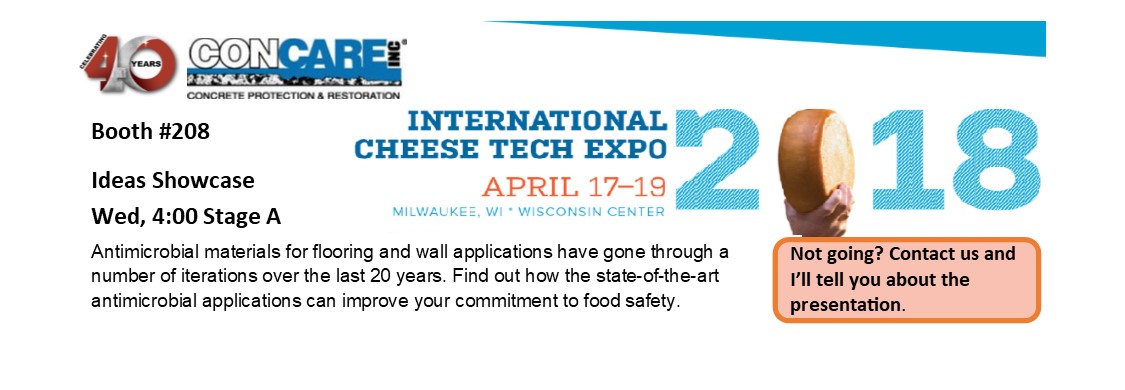 CELEBRATING
40
YEARS
CONCARE INC
CONCRETE PROTECTION & RESTORATION
Booth #208
Ideas Showcase
Wed, 4:00 Stage A
INTERNATIONAL
CHEESE TECH EXPO
APRIL 17–19
MILWAUKEE, WI * WISCONSIN CENTER
2018
Antimicrobial materials for flooring and wall applications have gone through a
number of iterations over the last 20 years. Find out how the state-of-the-art
antimicrobial applications can improve your commitment to food safety.
Not going? Contact us and
I’ll tell you about the
presentation.